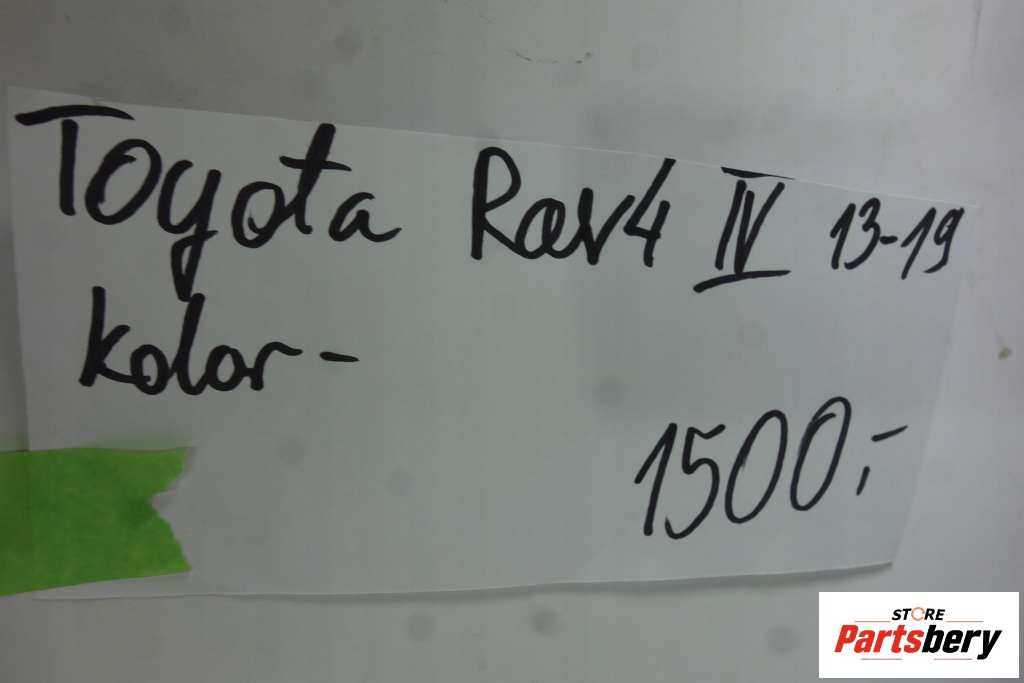 Toyota Rav4 IV 13-19
kolor -
1500,-
STORE
Partsbery